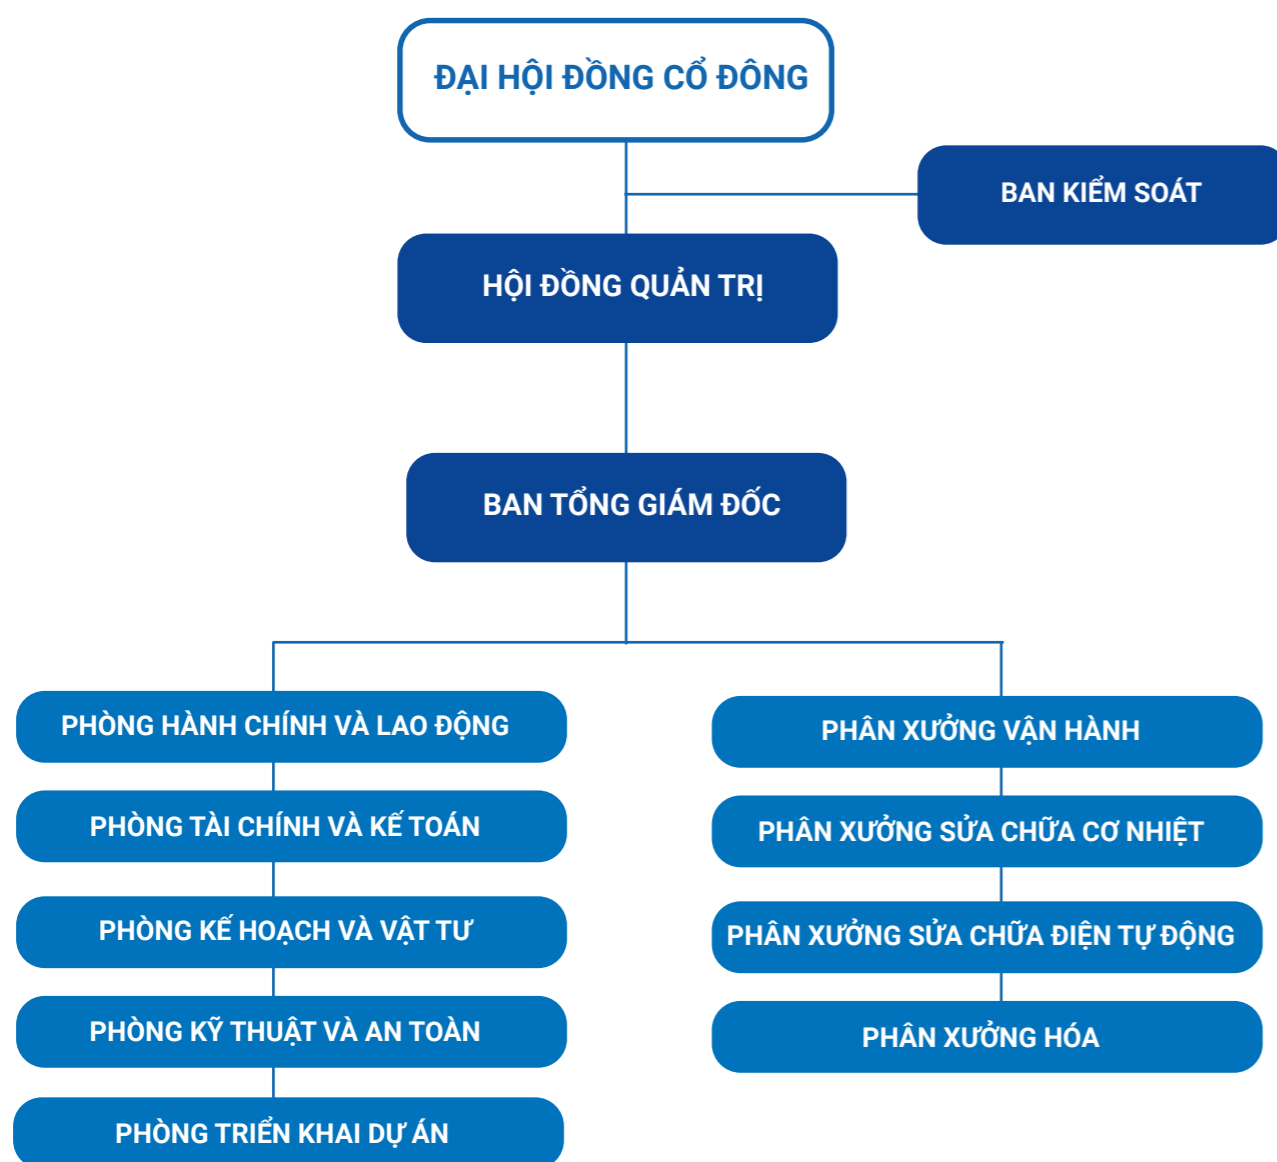 ĐẠI HỘI ĐỒNG CỔ ĐÔNG
BAN KIỂM SOÁT
HỘI ĐỒNG QUẢN TRỊ
BAN TỔNG GIÁM ĐỐC
PHÒNG HÀNH CHÍNH VÀ LAO ĐỘNG
PHÒNG TÀI CHÍNH VÀ KẾ TOÁN
PHÒNG KẾ HOẠCH VÀ VẬT TƯ
PHÒNG KỸ THUẬT VÀ AN TOÀN
PHÒNG TRIỂN KHAI DỰ ÁN
PHÂN XƯỞNG VẬN HÀNH
PHÂN XƯỞNG SỬA CHỮA CƠ NHIỆT
PHÂN XƯỞNG SỬA CHỮA ĐIỆN TỰ ĐỘNG
PHÂN XƯỞNG HÓA